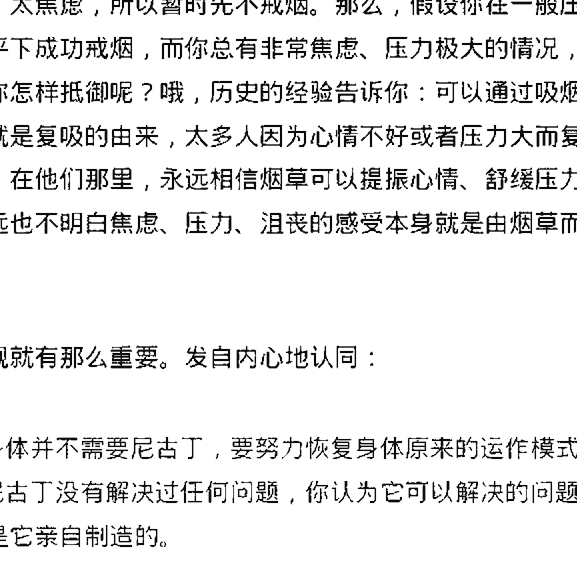 太焦虑，所以暂时先不戒烟。那么，假设你在一般压
平下成功戒烟，而你总有非常焦虑、压力极大的情况，
你怎样抵御呢？哦，历史的经验告诉你：可以通过吸烟
就是复吸的由来，太多人因为心情不好或者压力大而复
在他们那里，永远相信烟草可以提振心情、舒缓压力
远也不明白焦虑、压力、沮丧的感受本身就是由烟草而
观就有那么重要。发自内心地认同：
身体并不需要尼古丁，要努力恢复身体原来的运作模式
尼古丁没有解决过任何问题，你认为它可以解决的问题
是它亲自制造的。